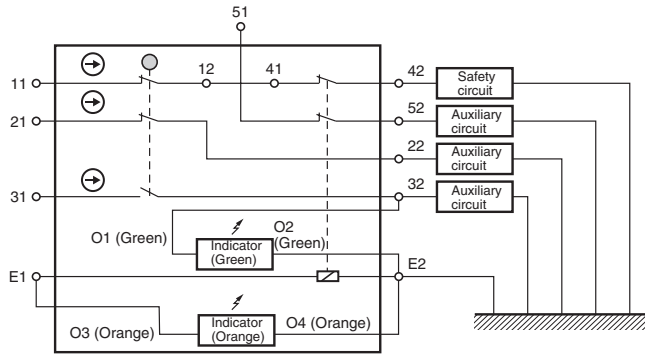 51
11
12
41
42
Safety
circuit
21
52
Auxiliary
circuit
22
Auxiliary
circuit
31
32
Auxiliary
circuit
O1 (Green)
O2
(Green)
Indicator
(Green)
E1
E2
O3 (Orange)
Indicator
(Orange)
O4 (Orange)